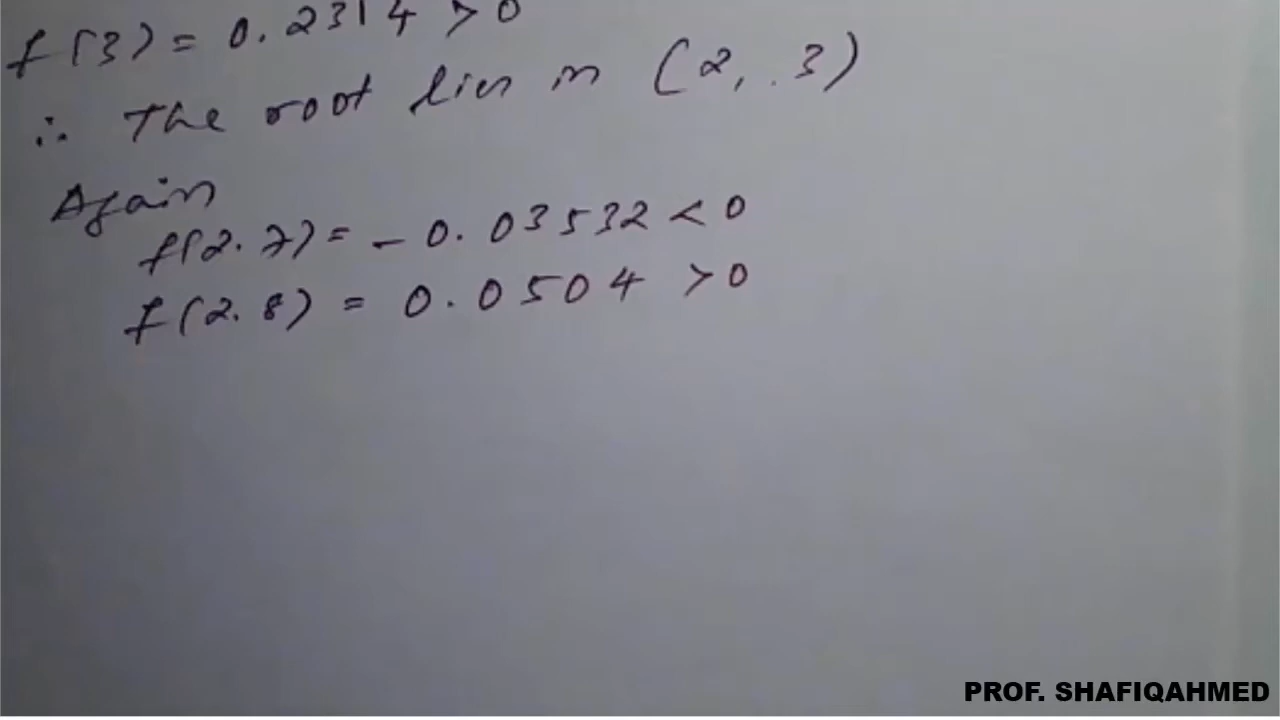 f(3) = 0.2314 > 0
∴ The root lies in (2, 3)
Again
f(2.7) = - 0.03532 < 0
f(2.8) = 0.0504 > 0
PROF. SHAFIQAHMED